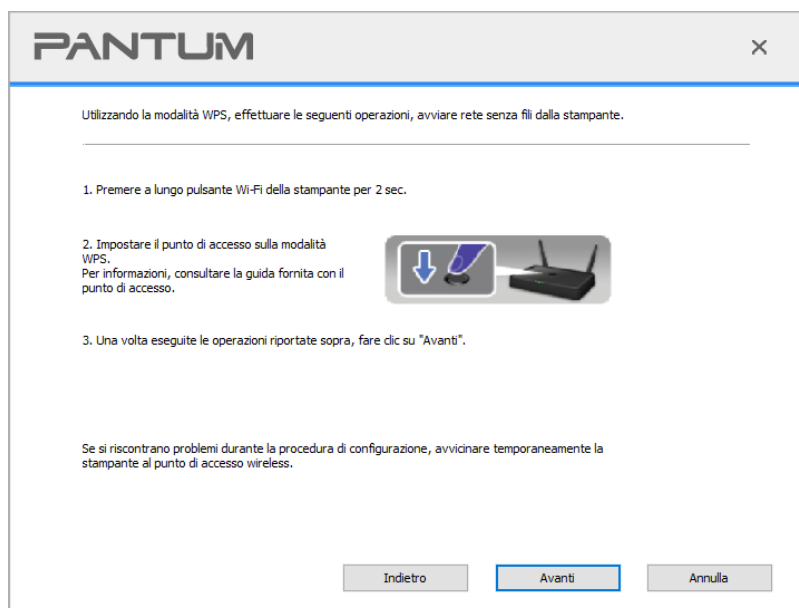 PANTUM
Utilizzando la modalità WPS, effettuare le seguenti operazioni, avviare rete senza fili dalla stampante.
1. Premere a lungo pulsante Wi-Fi della stampante per 2 sec.
2. Impostare il punto di accesso sulla modalità
WPS.
Per informazioni, consultare la guida fornita con il
punto di accesso.
3. Una volta eseguite le operazioni riportate sopra, fare clic su "Avanti".
Se si riscontrano problemi durante la procedura di configurazione, avvicinare temporaneamente la
stampante al punto di accesso wireless.
Indietro
Avanti
Annulla